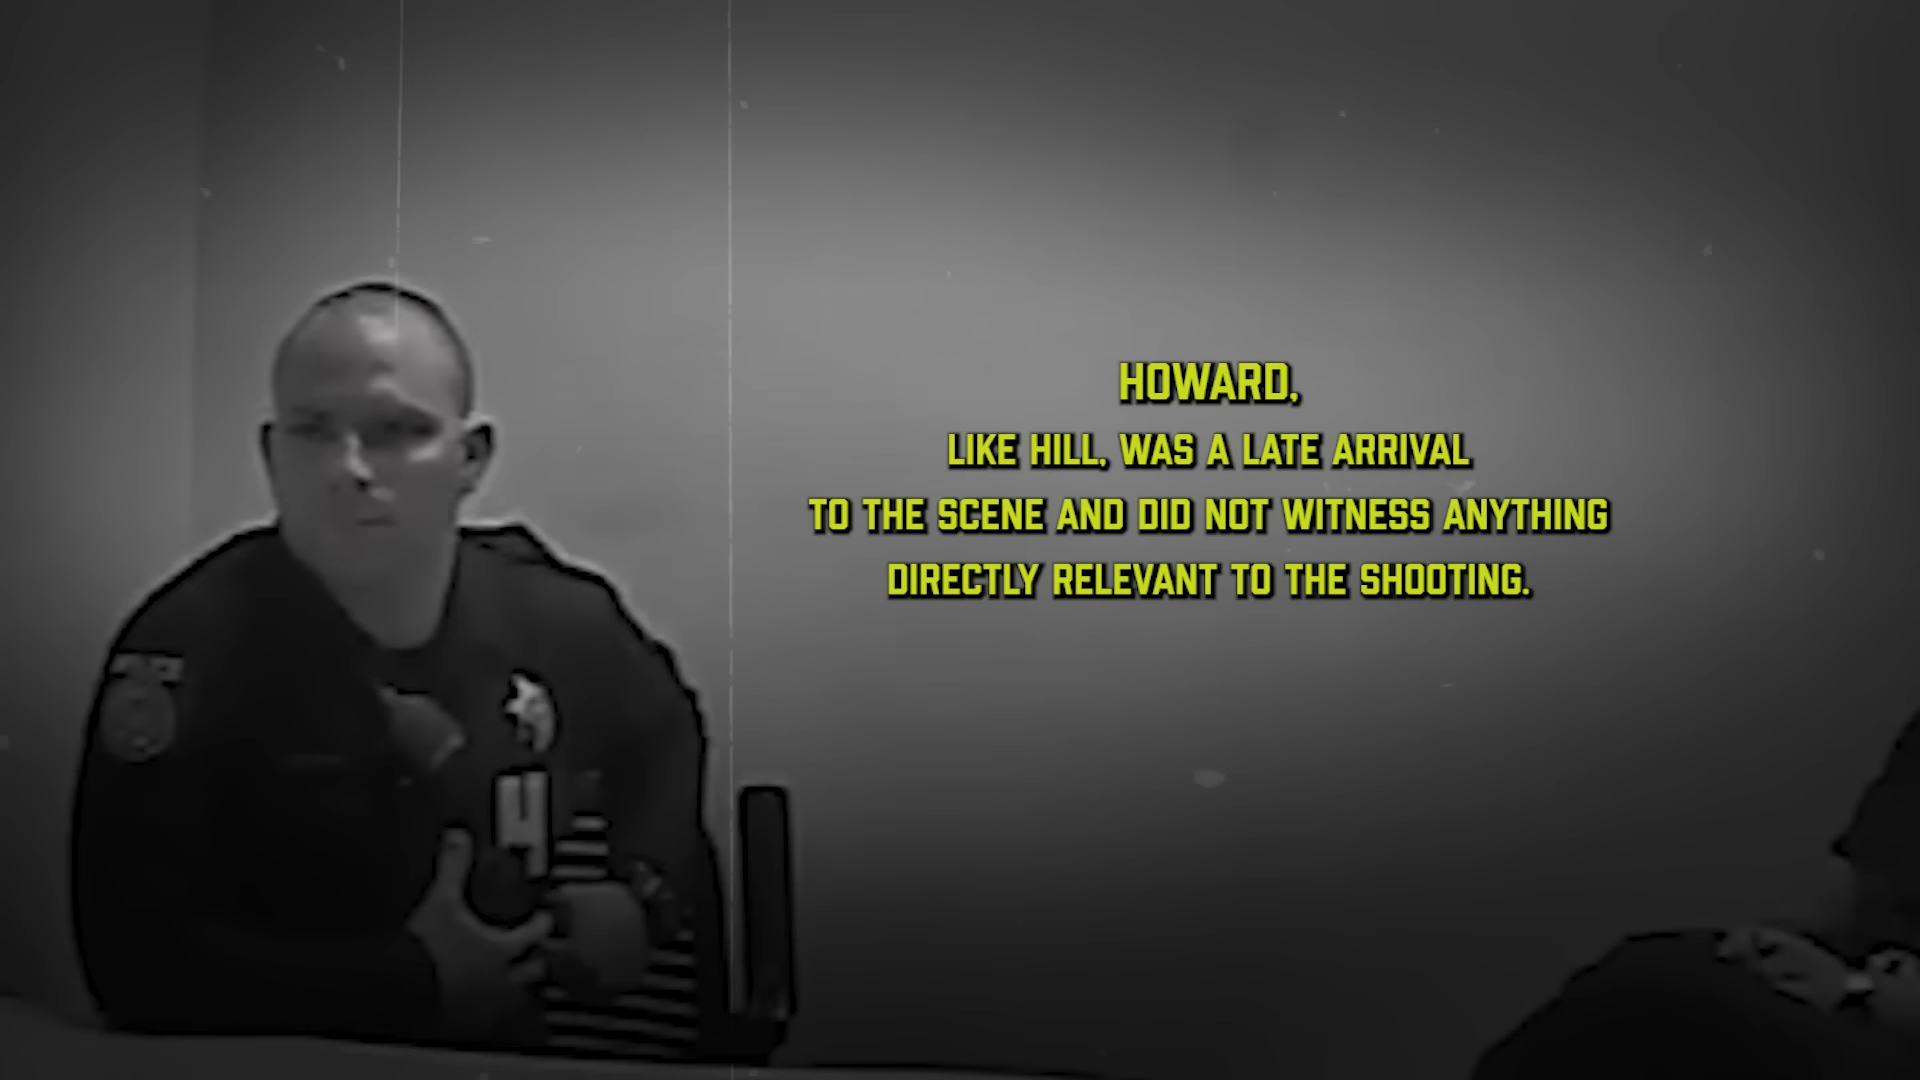 HOWARD,
LIKE HILL, WAS A LATE ARRIVAL
TO THE SCENE AND DID NOT WITNESS ANYTHING
DIRECTLY RELEVANT TO THE SHOOTING.
POLICE